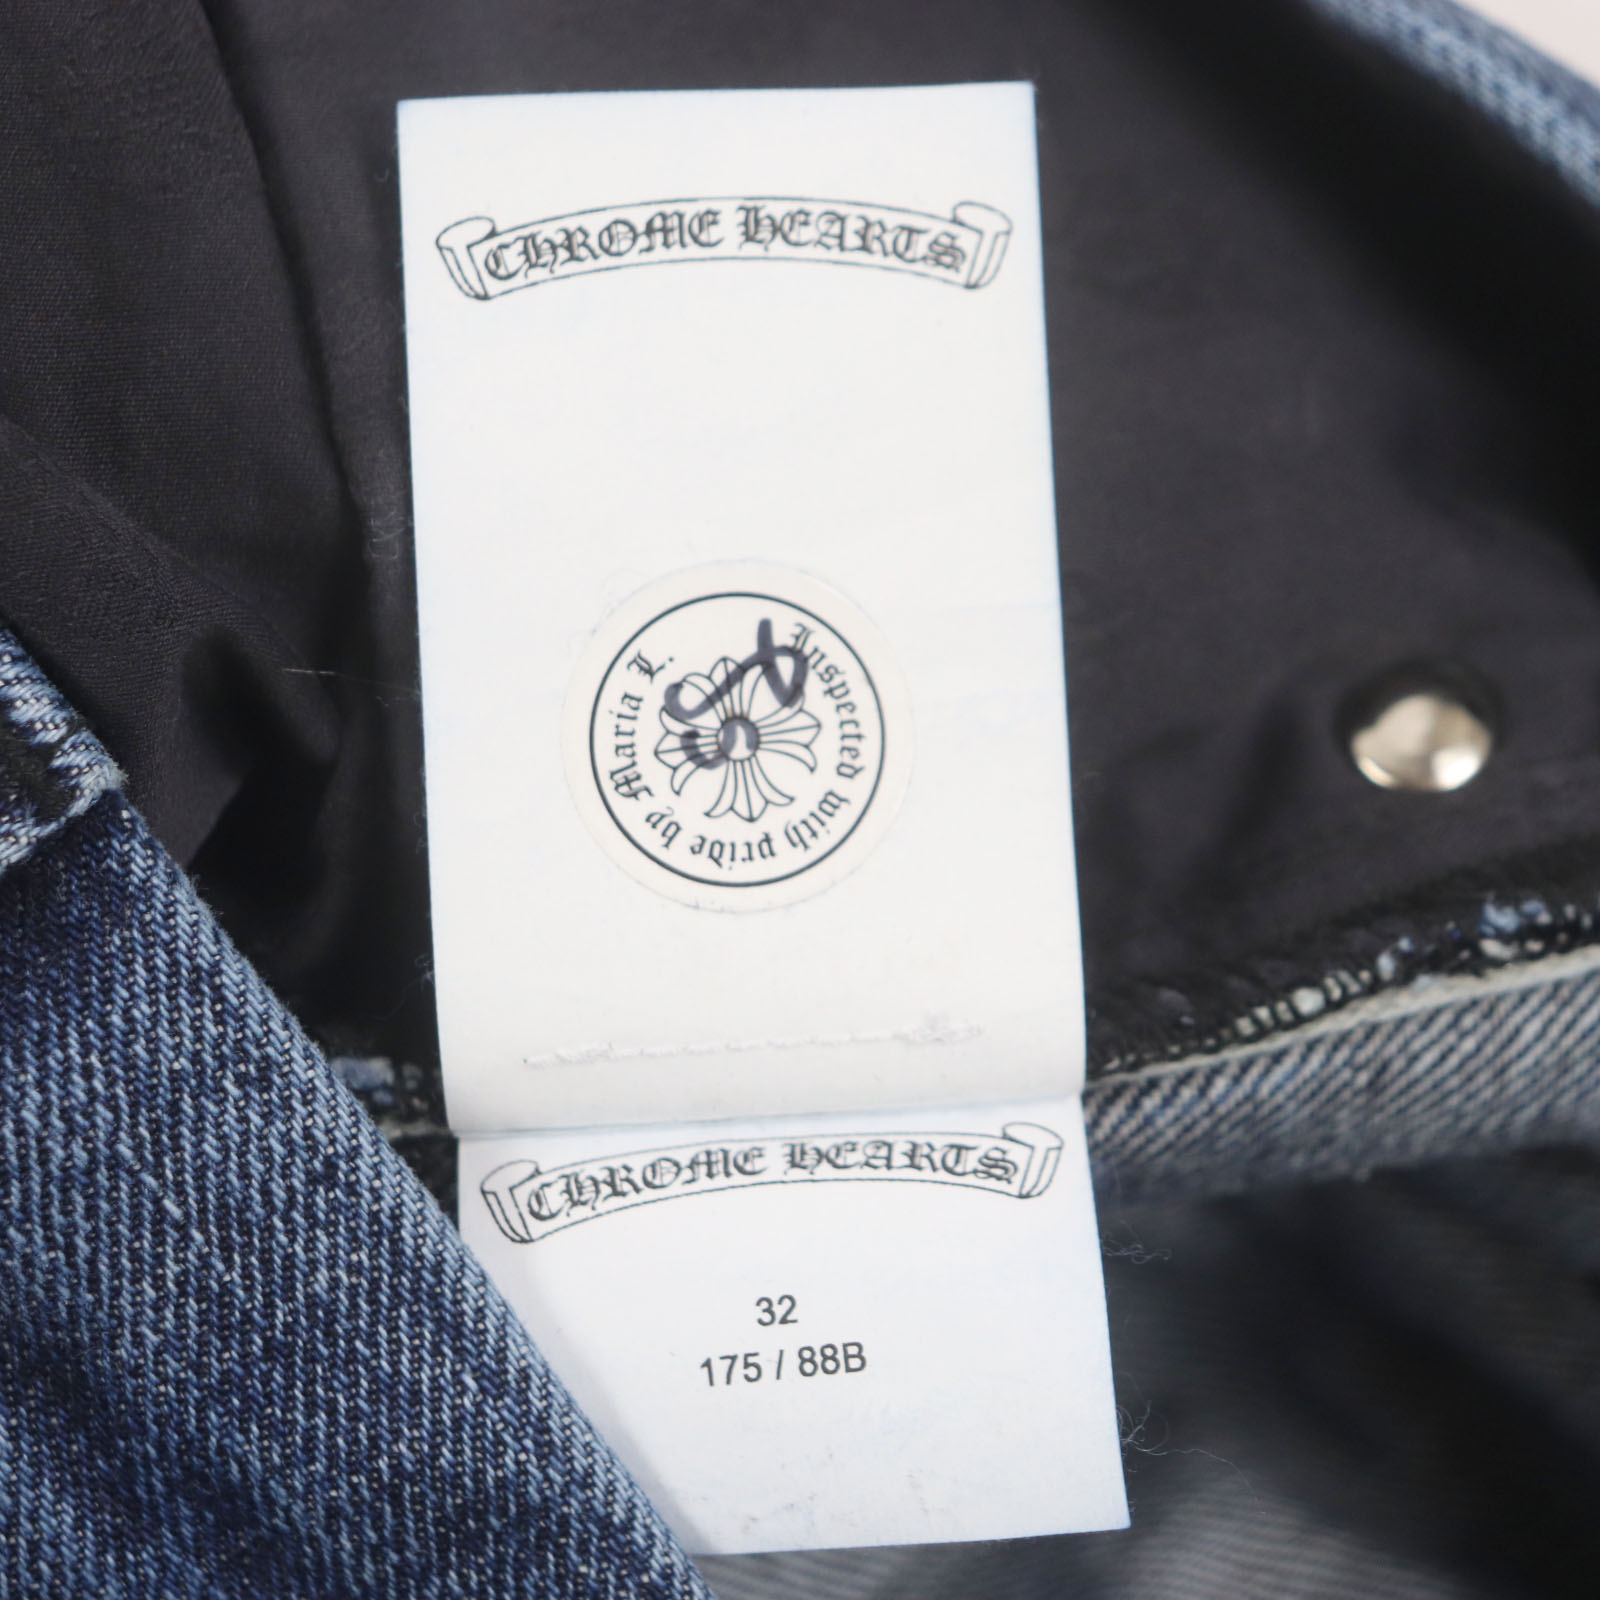 CHROME HEARTS
Inspected with pride by Maria L.
CHROME HEARTS
32
175 / 88B